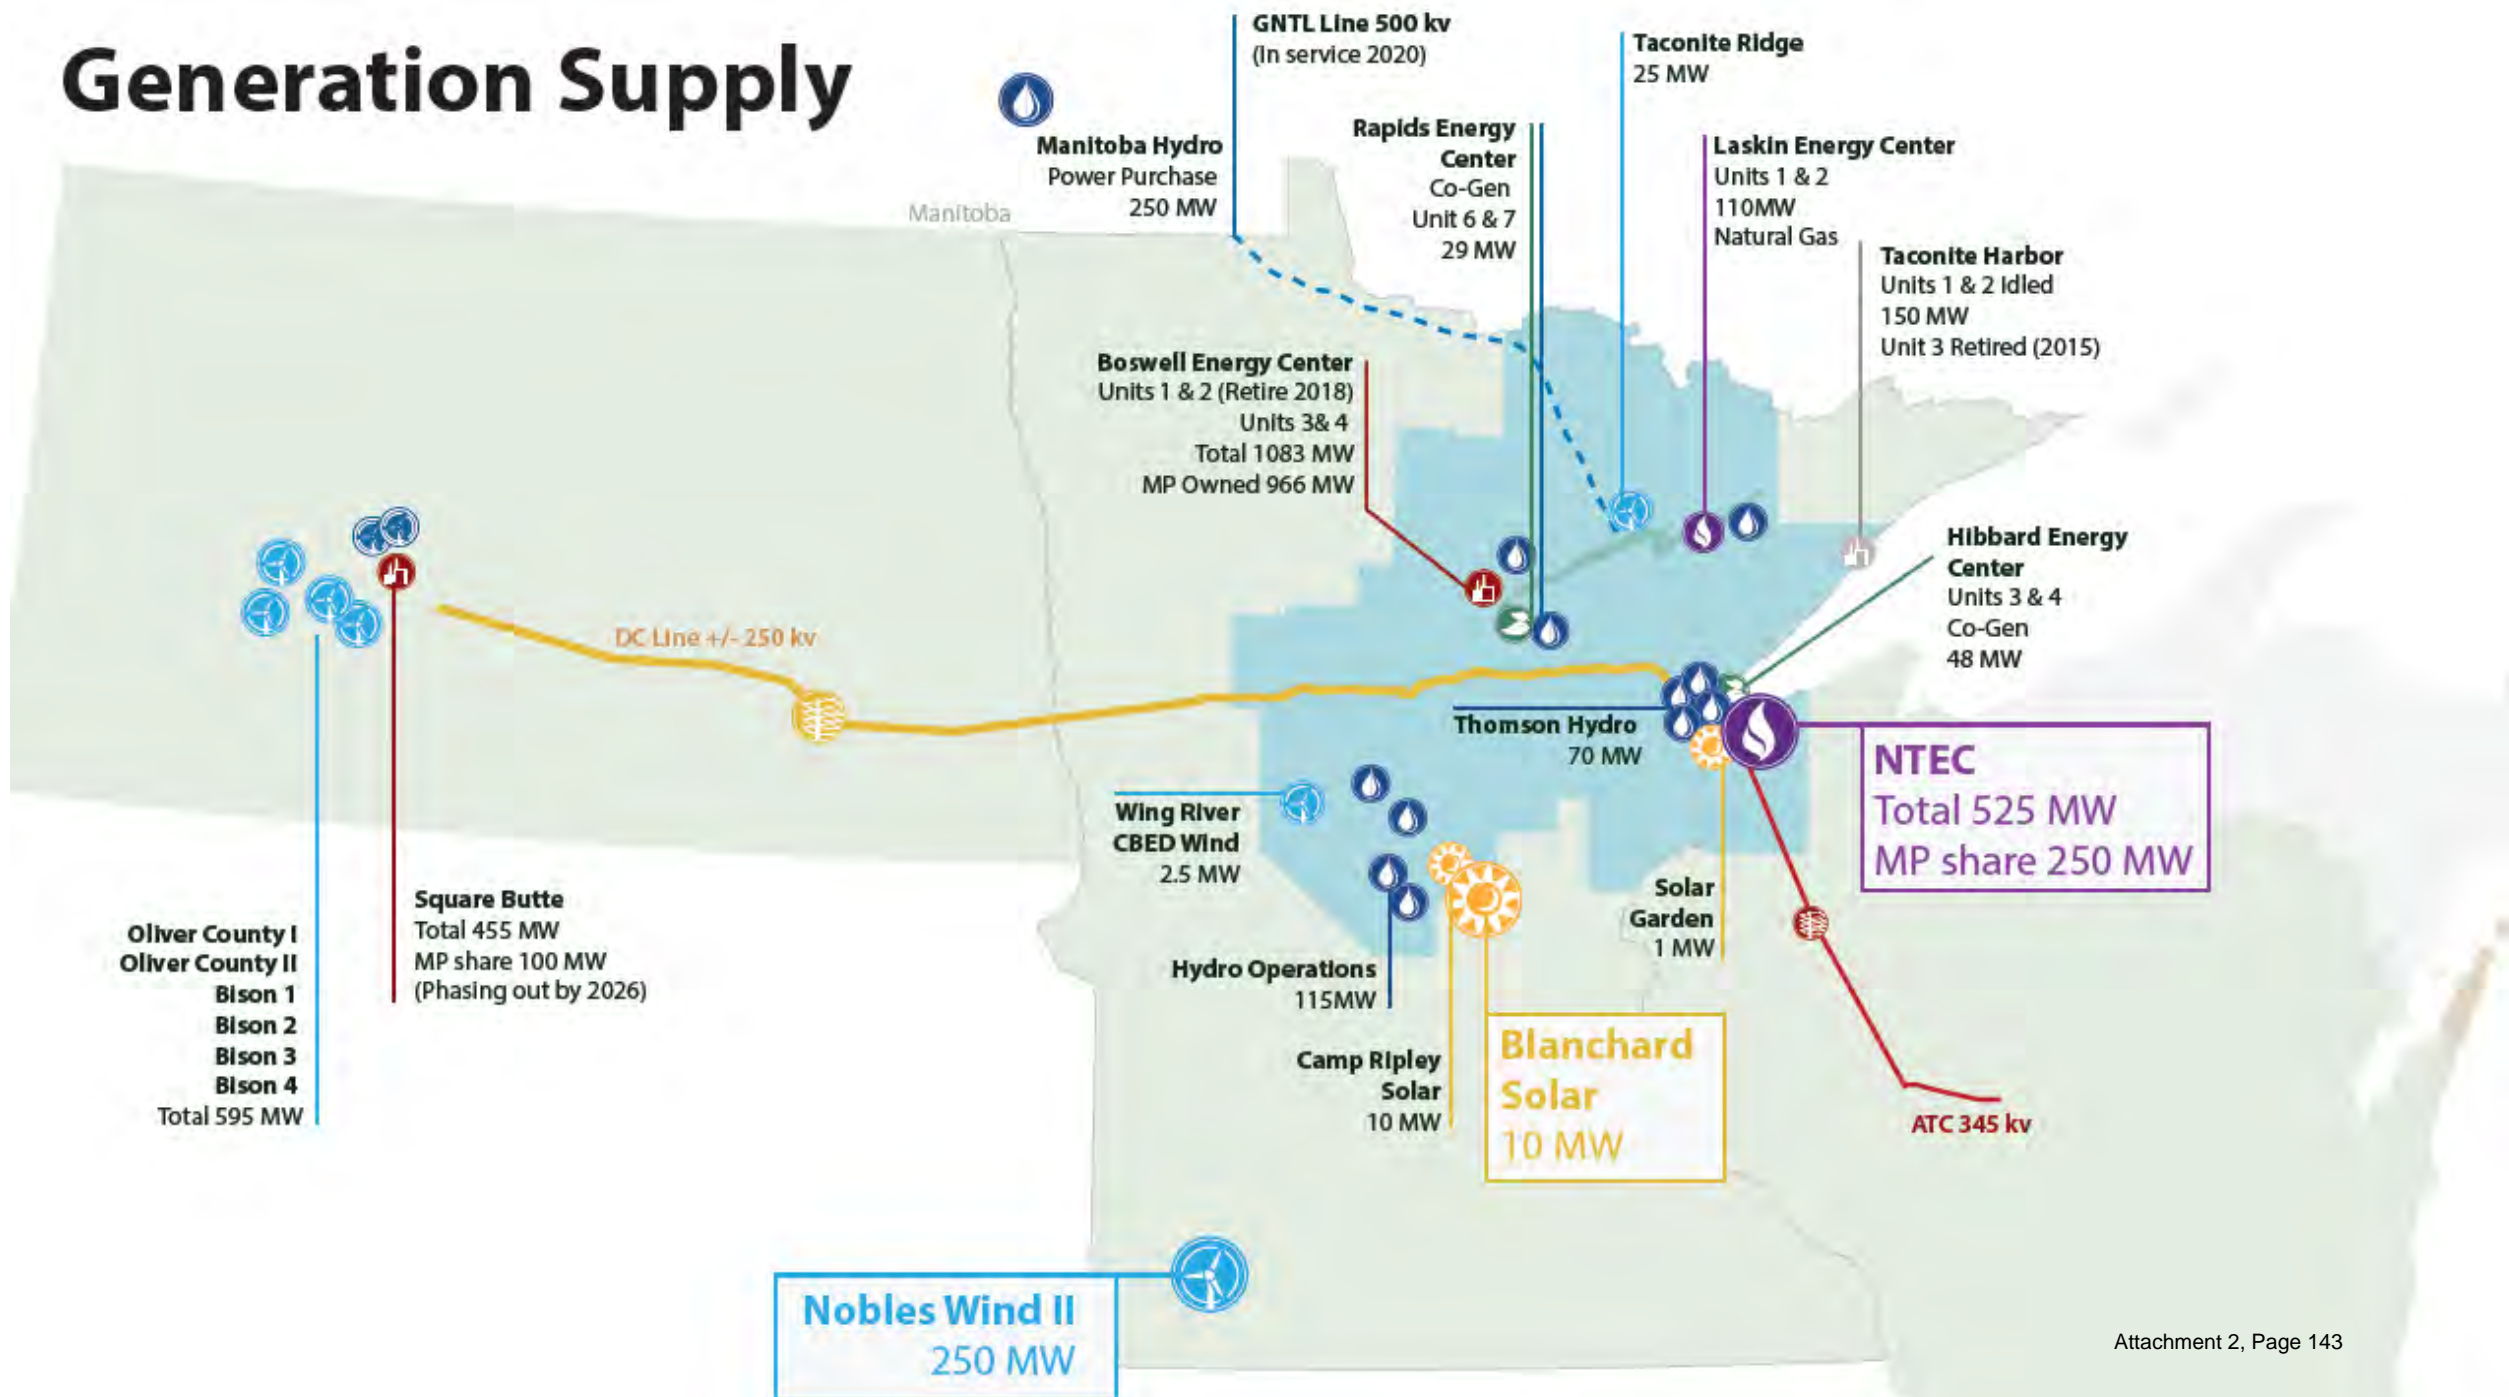 Generation Supply
GNTL Line 500 kv
(In service 2020)
Taconite Ridge
25 MW
Manitoba Hydro
Power Purchase
250 MW
Manitoba
Rapids Energy
Center
Co-Gen
Unit 6 & 7
29 MW
Laskin Energy Center
Units 1 & 2
110MW
Natural Gas
Taconite Harbor
Units 1 & 2 Idled
150 MW
Unit 3 Retired (2015)
Boswell Energy Center
Units 1 & 2 (Retire 2018)
Units 3& 4
Total 1083 MW
MP Owned 966 MW
Hibbard Energy
Center
Units 3 & 4
Co-Gen
48 MW
DC Line +/- 250 kv
Thomson Hydro
70 MW
NTEC
Total 525 MW
MP share 250 MW
Wing River
CBED Wind
2.5 MW
Square Butte
Total 455 MW
MP share 100 MW
(Phasing out by 2026)
Oliver County I
Oliver County II
Bison 1
Bison 2
Bison 3
Bison 4
Total 595 MW
Solar
Garden
1 MW
Hydro Operations
115MW
Camp Ripley
Solar
10 MW
Blanchard
Solar
10 MW
ATC 345 kv
Nobles Wind II
250 MW
Attachment 2, Page 143